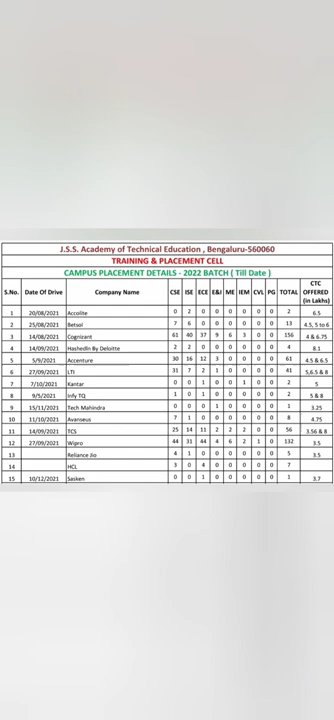 J.S.S. Academy of Technical Education , Bengaluru-560060
TRAINING & PLACEMENT CELL
CAMPUS PLACEMENT DETAILS - 2022 BATCH ( Till Date )
S.No. Date Of Drive Company Name CSE ISE ECE E&I ME IEM CVL PG TOTAL CTC OFFERED (in Lakhs)
1 20/08/2021 Accolite 0 2 0 0 0 0 0 0 2 6.5
2 25/08/2021 Betsol 7 6 0 0 0 0 0 0 13 4.5, 5 to 6
3 14/08/2021 Cognizant 61 40 37 9 6 3 0 0 156 4 & 6.75
4 14/09/2021 HashedIn By Deloitte 2 2 0 0 0 0 0 0 4 8.1
5 5/9/2021 Accenture 30 16 12 3 0 0 0 0 61 4.5 & 6.5
6 27/09/2021 LTI 31 7 2 1 0 0 0 0 41 5,6.5 & 8
7 7/10/2021 Kantar 0 0 1 0 0 1 0 0 2 5
8 9/5/2021 Infy TQ 1 0 1 0 0 0 0 0 2 5 & 8
9 15/11/2021 Tech Mahindra 0 0 0 1 0 0 0 0 1 3.25
10 11/10/2021 Avanseus 7 1 0 0 0 0 0 0 8 4.75
11 14/09/2021 TCS 25 14 11 2 2 2 0 0 56 3.56 & 8
12 27/09/2021 Wipro 44 31 44 4 6 2 1 0 132 3.5
13 Reliance Jio 4 1 0 0 0 0 0 0 5 3.5
14 HCL 3 0 4 0 0 0 0 0 7
15 10/12/2021 Sasken 0 0 1 0 0 0 0 0 1 3.7